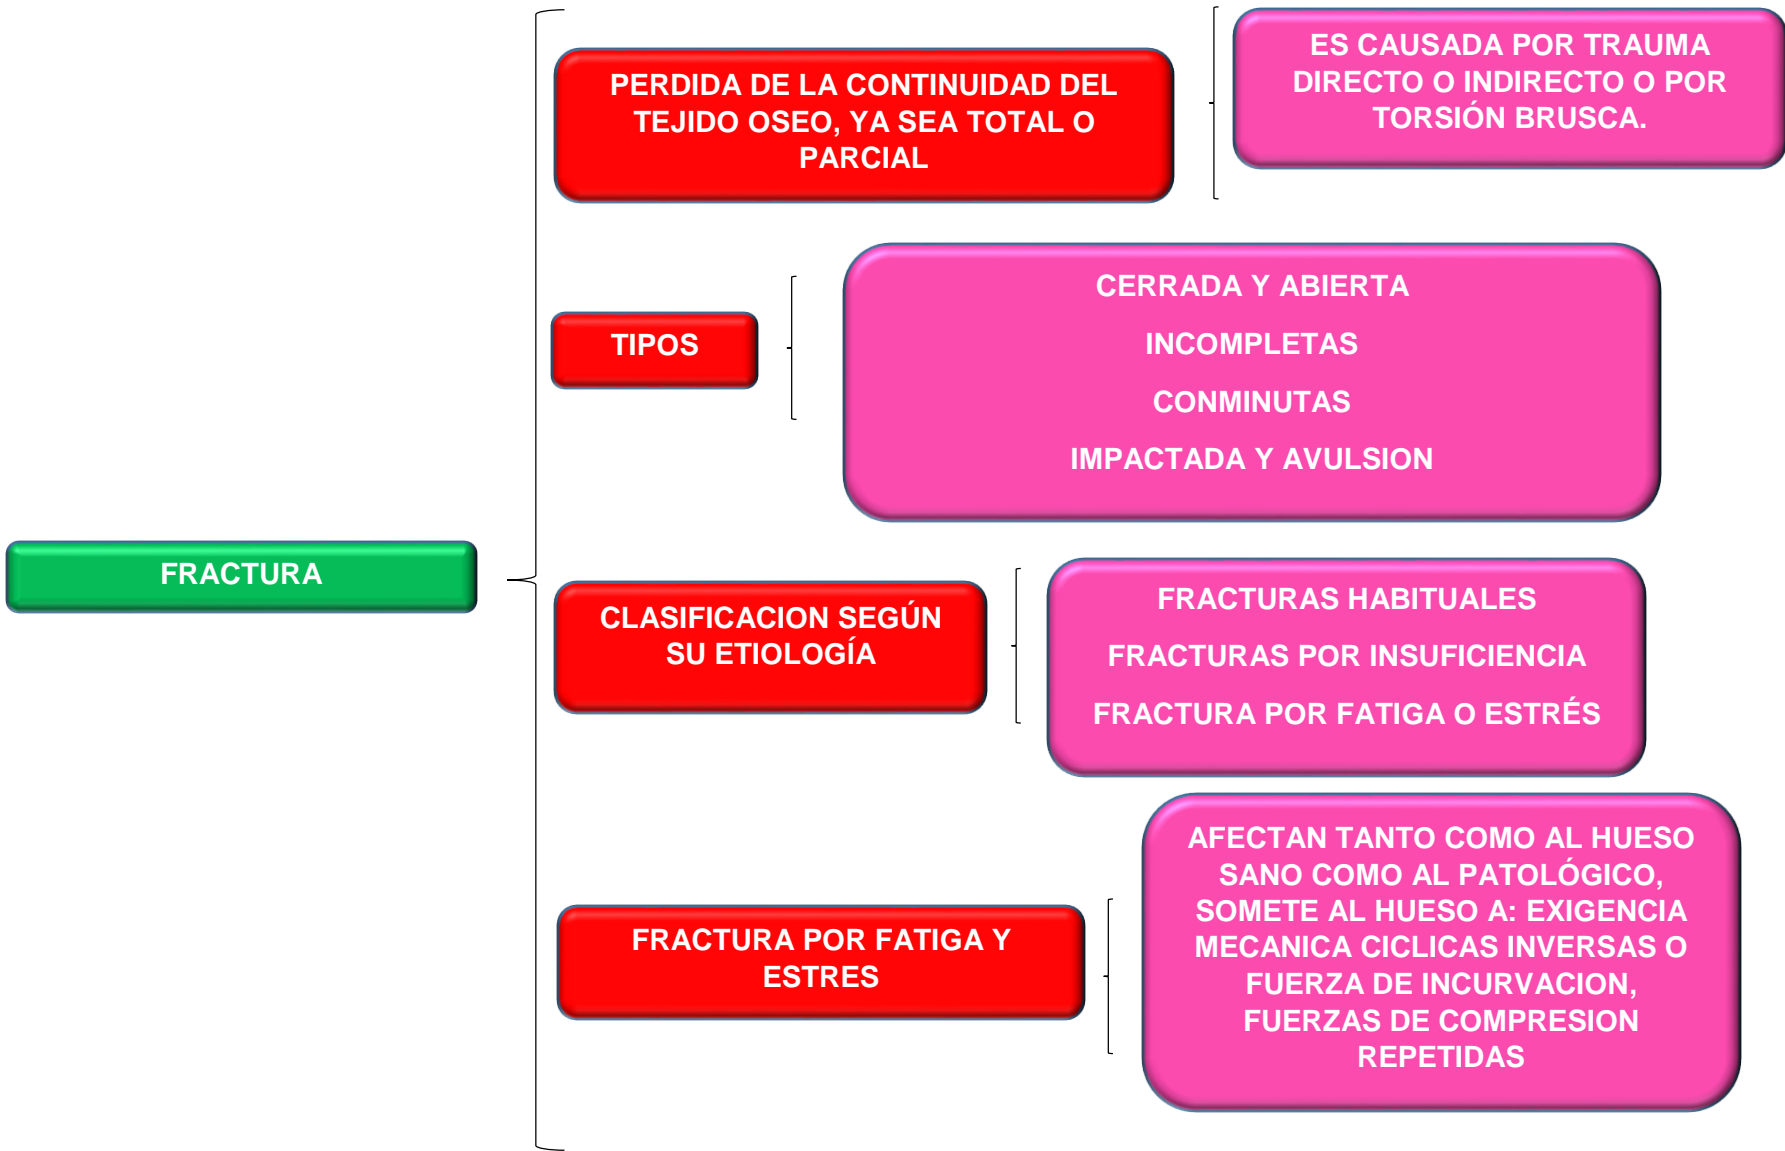 FRACTURA
PERDIDA DE LA CONTINUIDAD DEL
TEJIDO OSEO, YA SEA TOTAL O
PARCIAL
ES CAUSADA POR TRAUMA
DIRECTO O INDIRECTO O POR
TORSIÓN BRUSCA.
TIPOS
CERRADA Y ABIERTA
INCOMPLETAS
CONMINUTAS
IMPACTADA Y AVULSION
CLASIFICACION SEGÚN
SU ETIOLOGÍA
FRACTURAS HABITUALES
FRACTURAS POR INSUFICIENCIA
FRACTURA POR FATIGA O ESTRÉS
FRACTURA POR FATIGA Y
ESTRES
AFECTAN TANTO COMO AL HUESO
SANO COMO AL PATOLÓGICO,
SOMETE AL HUESO A: EXIGENCIA
MECANICA CICLICAS INVERSAS O
FUERZA DE INCURVACION,
FUERZAS DE COMPRESION
REPETIDAS